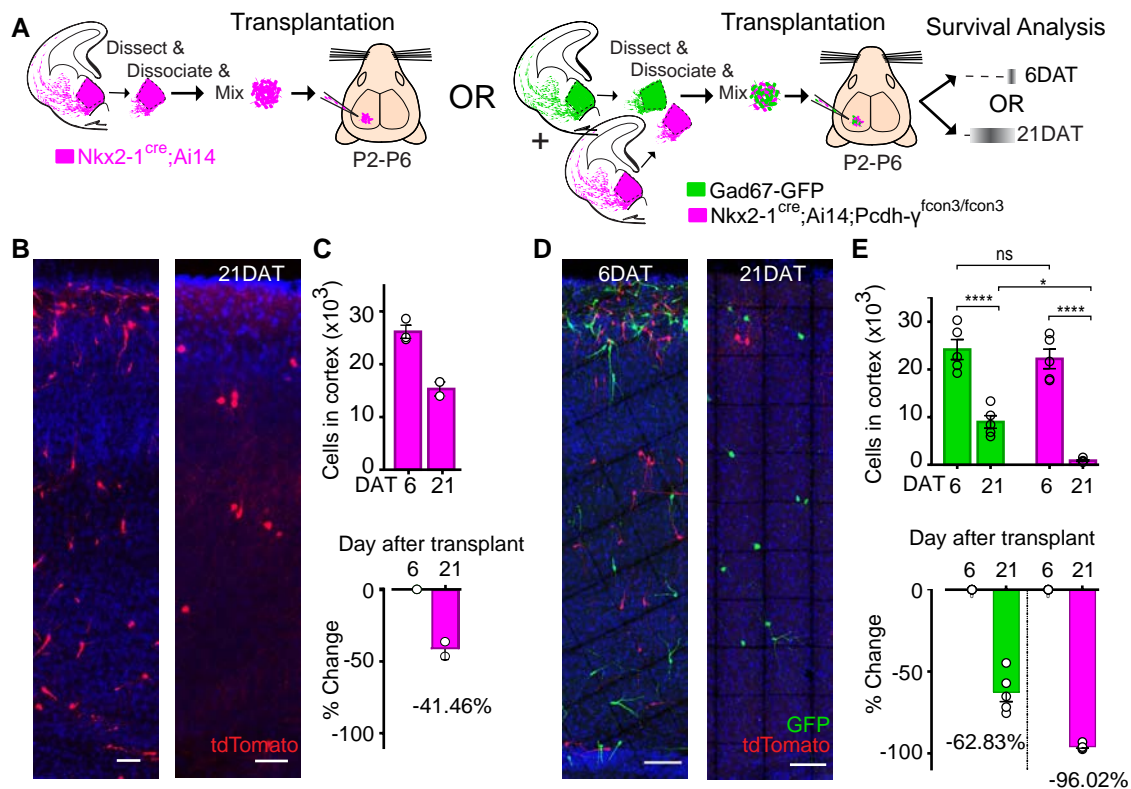 A
Transplantation
Dissect &
Dissociate &
Mix
P2-P6
Nkx2-1cre;Ai14
OR
Transplantation
Dissect &
Dissociate &
Mix
+
P2-P6
Gad67-GFP
Nkx2-1cre;Ai14;Pcdh-γfcon3/fcon3
Survival Analysis
6DAT
OR
21DAT
B
21DAT
tdTomato
C
Cells in cortex (x10³)
30
20
10
0
DAT 6 21
Day after transplant
6 21
% Change
0
-50
-100
-41.46%
D
6DAT
21DAT
GFP
tdTomato
E
ns
*
**** ****
Cells in cortex (x10³)
30
20
10
0
DAT 6 21 6 21
Day after transplant
6 21 6 21
% Change
0
-50
-100
-62.83%
-96.02%